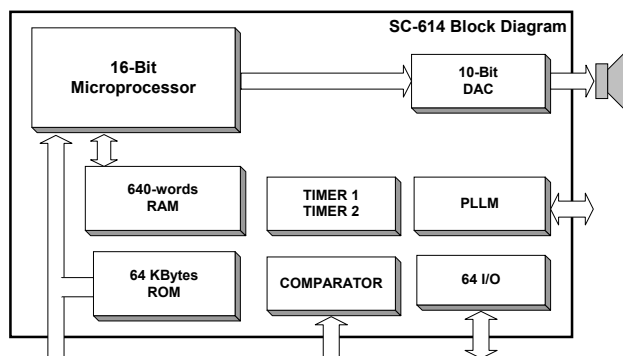 SC-614 Block Diagram
16-Bit
Microprocessor
10-Bit
DAC
640-words
RAM
TIMER 1
TIMER 2
PLLM
64 KBytes
ROM
COMPARATOR
64 I/O